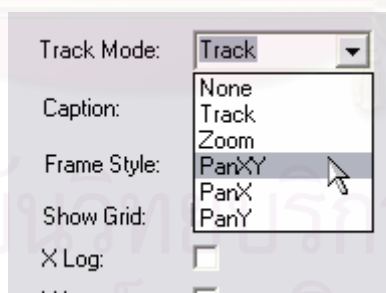 Track Mode: Track
None
Caption:
Track
Zoom
Frame Style:
PanXY
PanX
Show Grid:
PanY
X Log: